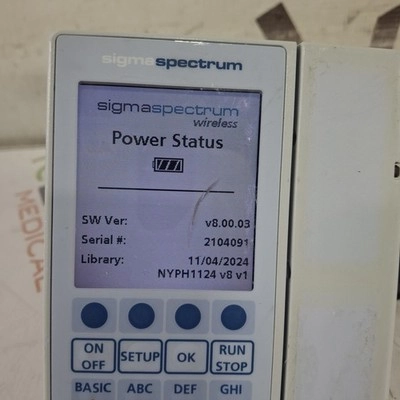 sigmaspectrum
sigmaspectrum
wireless
Power Status
SW Ver: v8.00.03
Serial #: 2104091
Library: 11/04/2024
NYPH1124 v8 v1
ON OFF
SETUP
OK
RUN STOP
BASIC ABC DEF GHI
MEDICAL